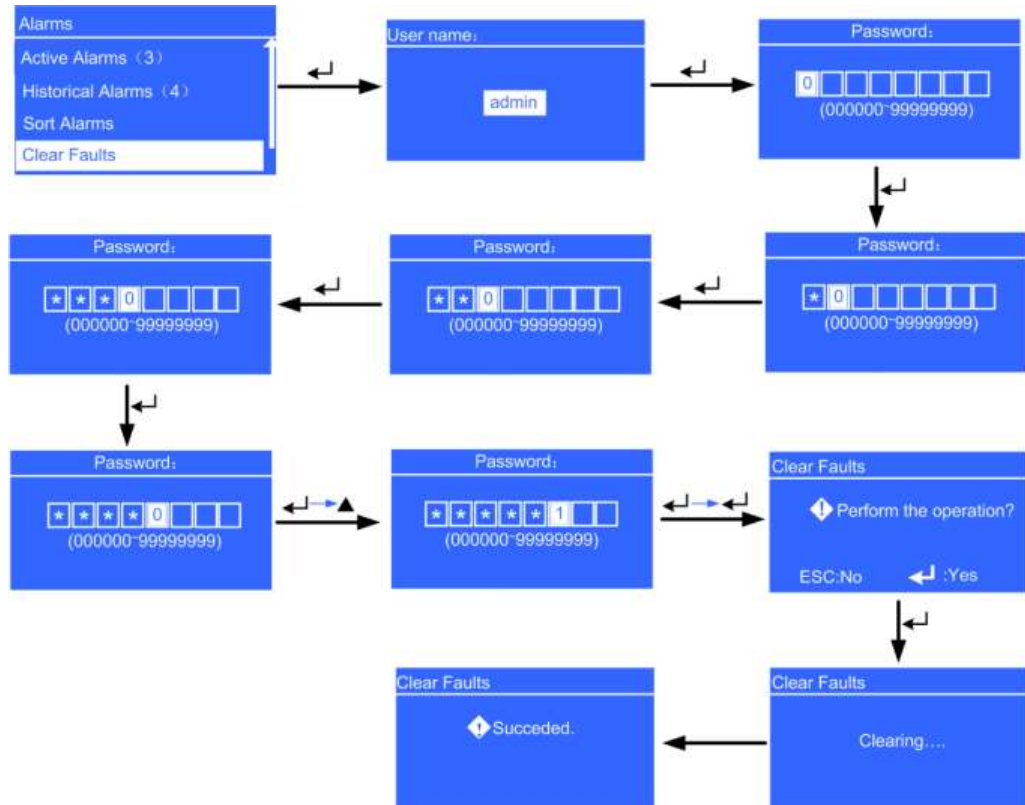 Alarms
Active Alarms（3）
Historical Alarms（4）
Sort Alarms
Clear Faults
User name:
admin
Password:
0
(000000~99999999)
Password:
*0
(000000~99999999)
Password:
**0
(000000~99999999)
Password:
***0
(000000~99999999)
Password:
****0
(000000~99999999)
Password:
*****1
(000000~99999999)
Clear Faults
Perform the operation?
ESC:No :Yes
Clear Faults
Clearing....
Clear Faults
Succeded.